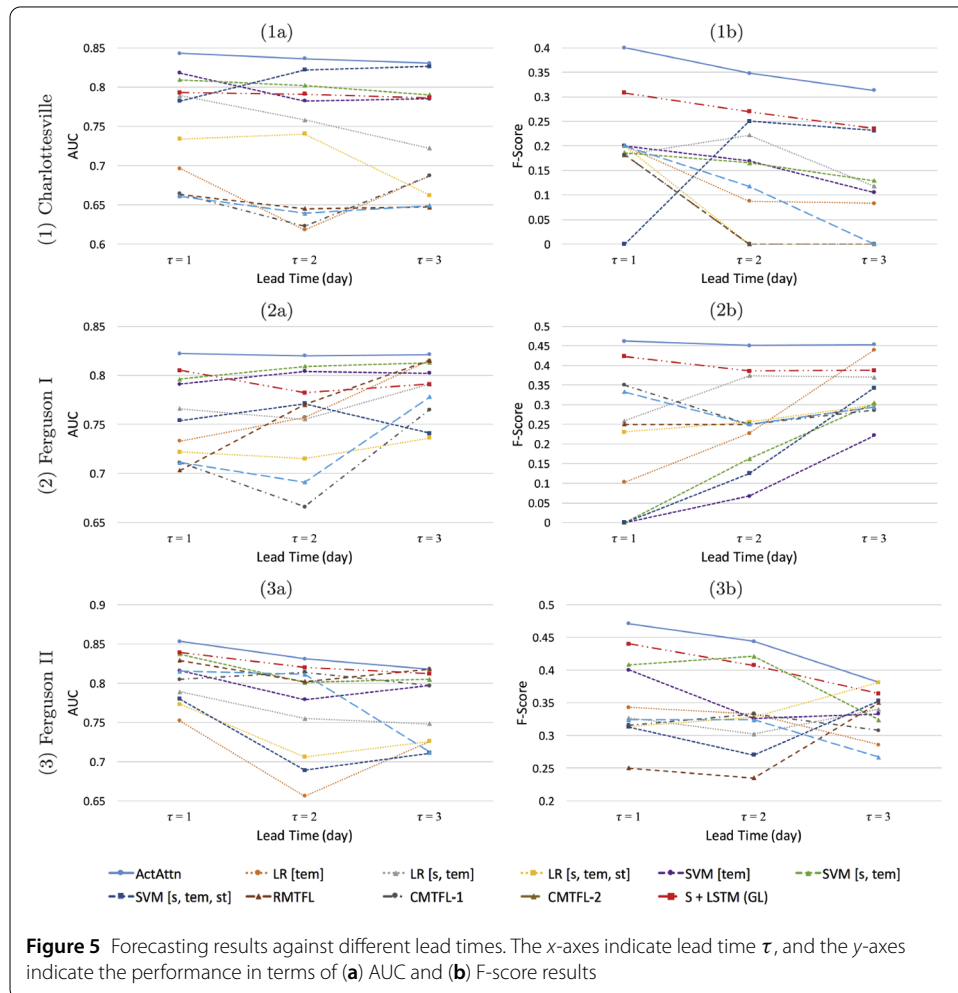 (1a) (1b)
(1) Charlottesville
AUC
0.85
0.8
0.75
0.7
0.65
0.6
τ = 1 τ = 2 τ = 3
Lead Time (day)
F-Score
0.4
0.35
0.3
0.25
0.2
0.15
0.1
0.05
0
τ = 1 τ = 2 τ = 3
Lead Time (day)
(2a) (2b)
(2) Ferguson I
AUC
0.85
0.8
0.75
0.7
0.65
τ = 1 τ = 2 τ = 3
Lead Time (day)
F-Score
0.5
0.45
0.4
0.35
0.3
0.25
0.2
0.15
0.1
0.05
0
τ = 1 τ = 2 τ = 3
Lead Time (day)
(3a) (3b)
(3) Ferguson II
AUC
0.9
0.85
0.8
0.75
0.7
0.65
τ = 1 τ = 2 τ = 3
Lead Time (day)
F-Score
0.5
0.45
0.4
0.35
0.3
0.25
0.2
τ = 1 τ = 2 τ = 3
Lead Time (day)
ActAttn LR [tem] LR [s, tem] LR [s, tem, st] SVM [tem] SVM [s, tem]
SVM [s, tem, st] RMTFL CMTFL-1 CMTFL-2 S + LSTM (GL)
Figure 5 Forecasting results against different lead times. The x-axes indicate lead time τ, and the y-axes
indicate the performance in terms of (a) AUC and (b) F-score results